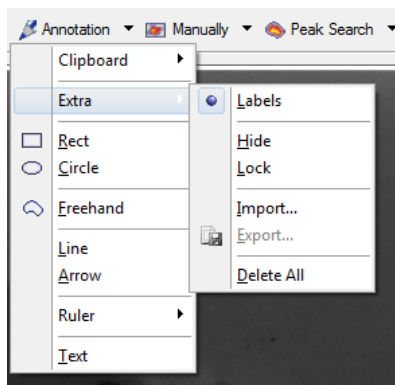 Annotation Manually Peak Search
Clipboard
Extra
Rect
Circle
Freehand
Line
Arrow
Ruler
Text
Labels
Hide
Lock
Import...
Export...
Delete All